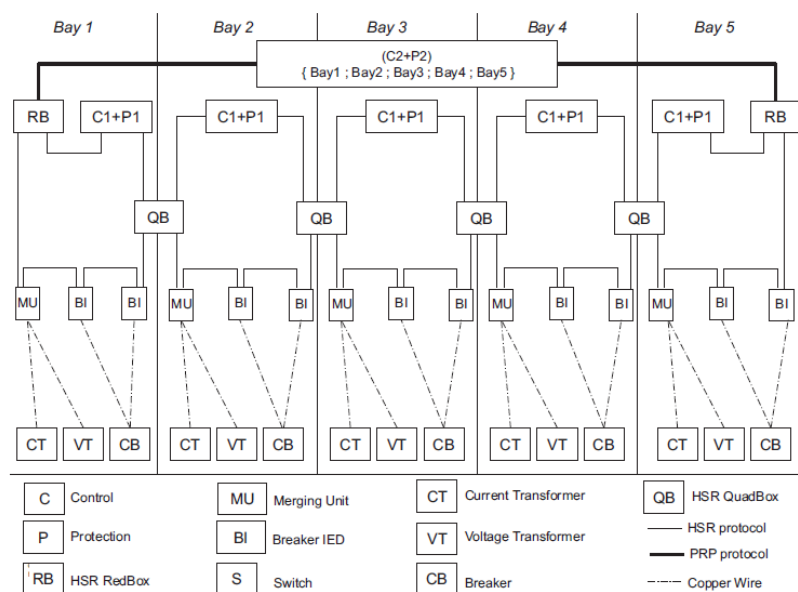 Bay 1 Bay 2 Bay 3 Bay 4 Bay 5
(C2+P2)
{ Bay1 ; Bay2 ; Bay3 ; Bay4 ; Bay5 }
RB C1+P1 C1+P1 C1+P1 C1+P1 C1+P1 RB
QB QB QB QB
MU BI BI MU BI BI MU BI BI MU BI BI MU BI BI
CT VT CB CT VT CB CT VT CB CT VT CB CT VT CB
C Control MU Merging Unit CT Current Transformer QB HSR QuadBox
HSR protocol
P Protection BI Breaker IED VT Voltage Transformer PRP protocol
RB HSR RedBox S Switch CB Breaker Copper Wire